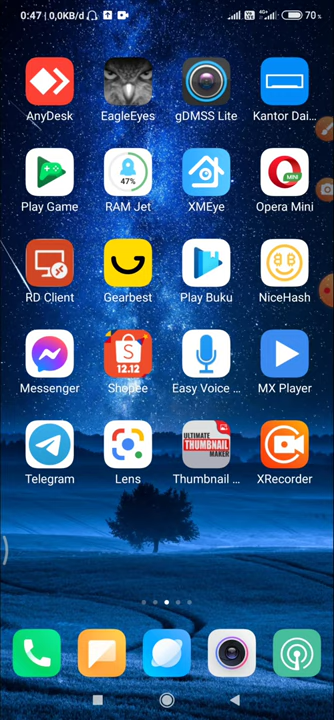 0:47 | 0,0KB/d
4G+
70%
AnyDesk
EagleEyes
gDMSS Lite
Kantor Dai...
Play Game
47%
RAM Jet
XMEye
MINI
Opera Mini
RD Client
Gearbest
Play Buku
BB
NiceHash
12.12
Messenger
Shopee
Easy Voice ...
MX Player
ULTIMATE
THUMBNAIL
MAKER
Telegram
Lens
Thumbnail ...
XRecorder